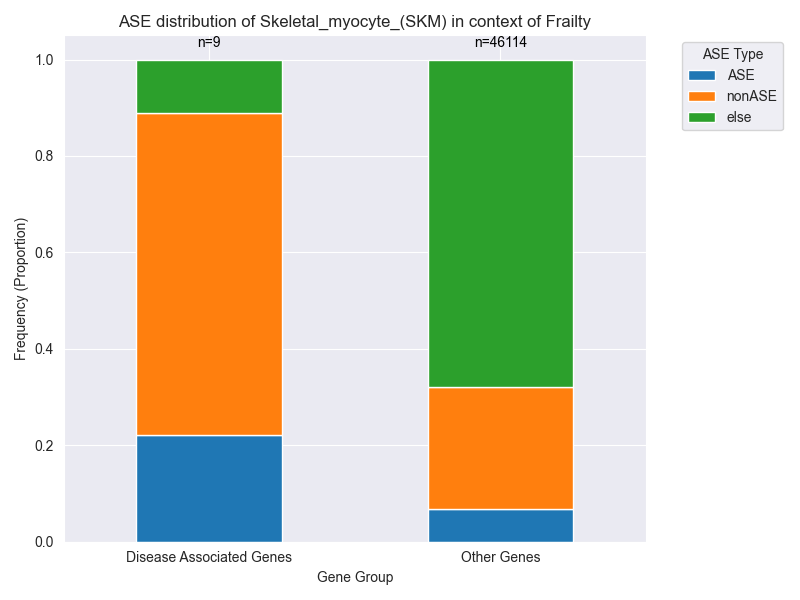 ASE distribution of Skeletal_myocyte_(SKM) in context of Frailty
n=9
n=46114
ASE Type
ASE
nonASE
else
1.0
0.8
0.6
0.4
0.2
0.0
Frequency (Proportion)
Disease Associated Genes
Other Genes
Gene Group